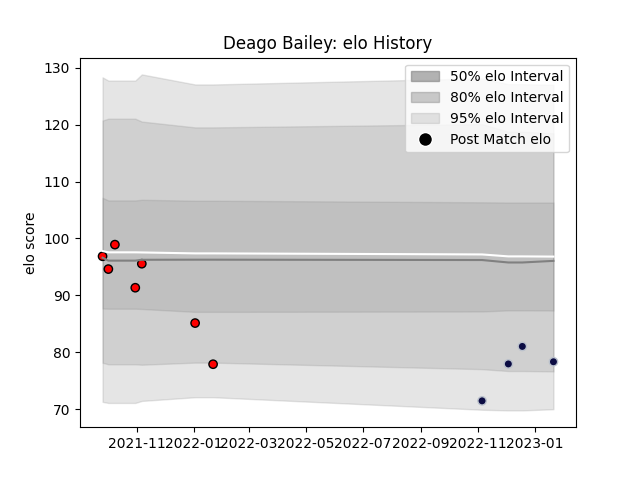 Deago Bailey: elo History
50% elo Interval
80% elo Interval
95% elo Interval
Post Match elo
elo score
130
120
110
100
90
80
70
2021-11 2022-01 2022-03 2022-05 2022-07 2022-09 2022-11 2023-01